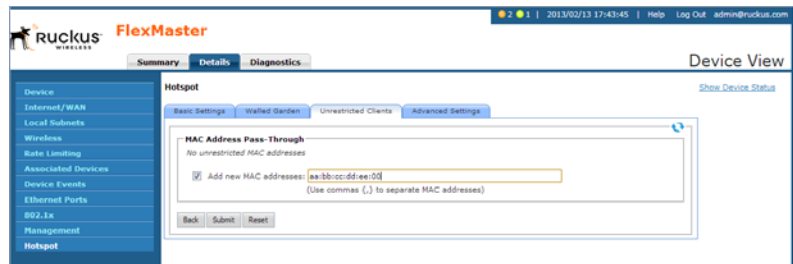 2 1 | 2013/02/13 17:43:45 | Help Log Out admin@ruckus.com
Ruckus WIRELESS FlexMaster
Summary Details Diagnostics Device View
Device
Internet/WAN
Local Subnets
Wireless
Rate Limiting
Associated Devices
Device Events
Ethernet Ports
802.1x
Management
Hotspot
Hotspot Show Device Status
Basic Settings Walled Garden Unrestricted Clients Advanced Settings
MAC Address Pass-Through
No unrestricted MAC addresses
Add new MAC addresses: aa:bb:cc:dd:ee:00
(Use commas (,) to separate MAC addresses)
Back Submit Reset